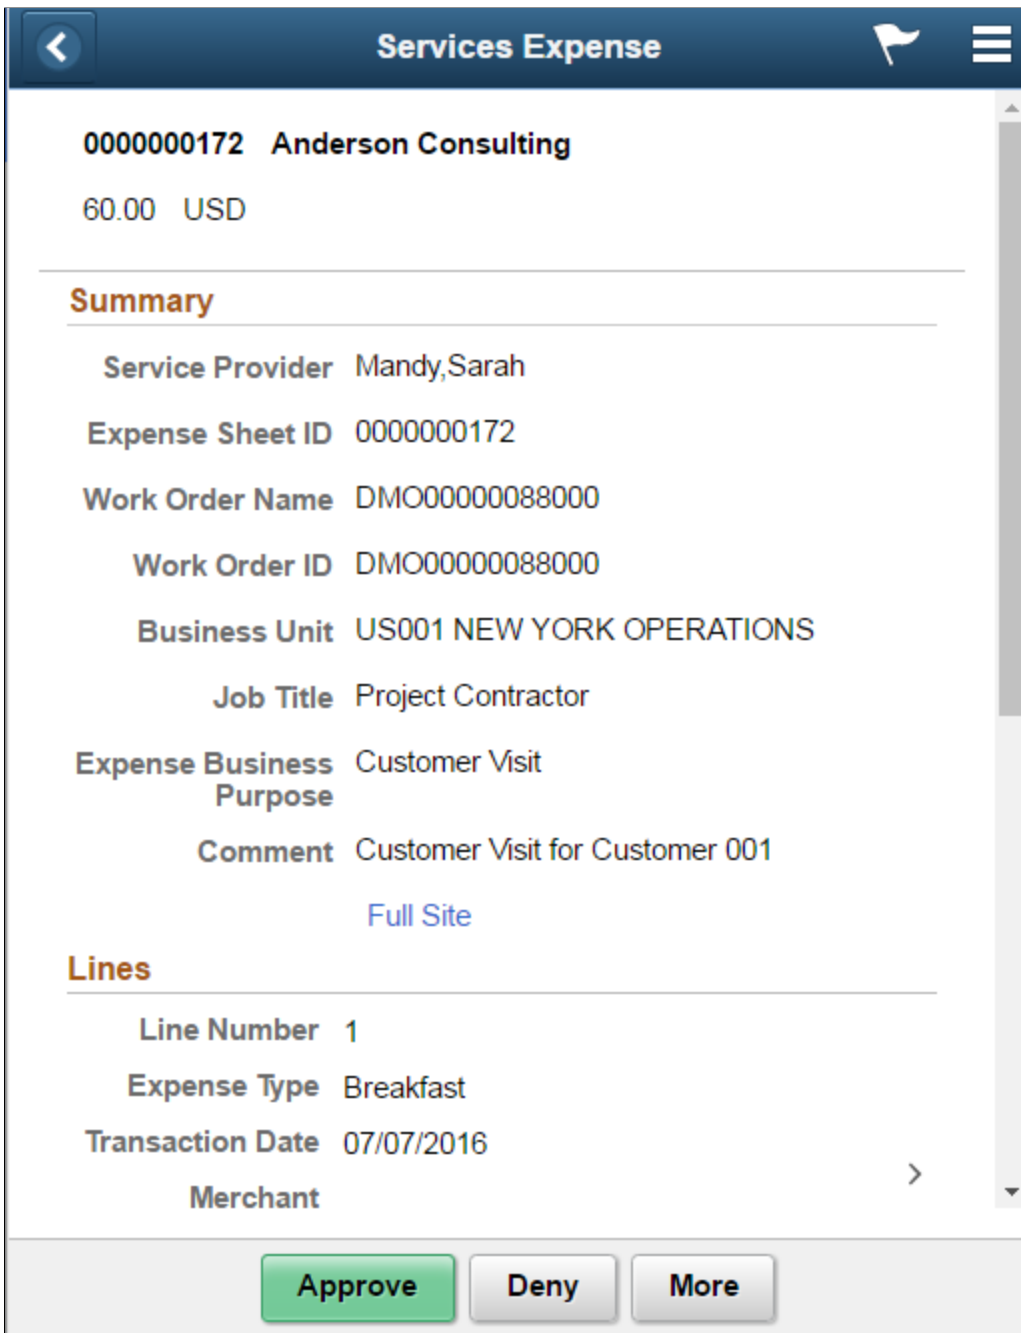 Services Expense
0000000172 Anderson Consulting
60.00 USD
Summary
Service Provider Mandy,Sarah
Expense Sheet ID 0000000172
Work Order Name DMO00000088000
Work Order ID DMO00000088000
Business Unit US001 NEW YORK OPERATIONS
Job Title Project Contractor
Expense Business Purpose Customer Visit
Comment Customer Visit for Customer 001
Full Site
Lines
Line Number 1
Expense Type Breakfast
Transaction Date 07/07/2016
Merchant
Approve Deny More